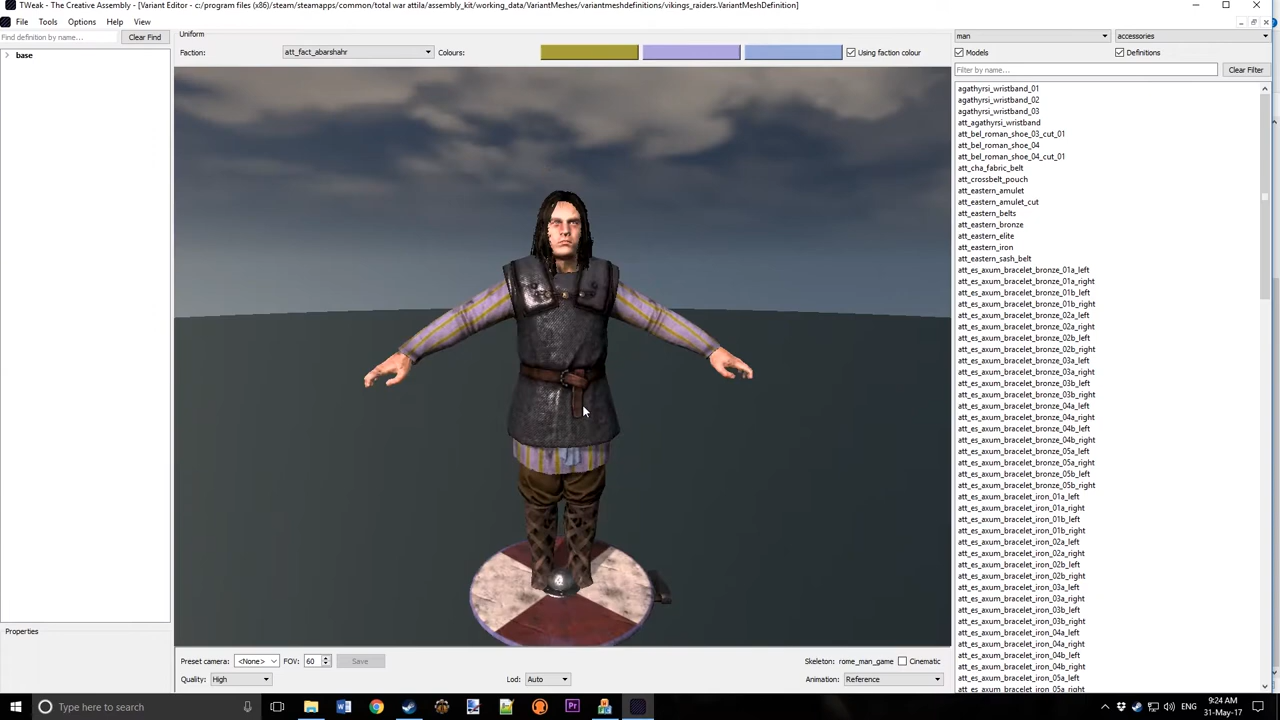 TWeak - The Creative Assembly - [Variant Editor - c:/program files (x86)/steam/steamapps/common/total war attila/assembly_kit/working_data/VariantMeshes/variantmeshdefinitions/vikings_raiders.VariantMeshDefinition]
File Tools Options Help View
Find definition by name... Clear Find
base
Properties
Uniform
Faction: att_fact_abarshahr Colours: Using faction colour
man accessories
Models Definitions
Filter by name... Clear Filter
agathyrsi_wristband_01
agathyrsi_wristband_02
agathyrsi_wristband_03
att_agathyrsi_wristband
att_bel_roman_shoe_03_cut_01
att_bel_roman_shoe_04
att_bel_roman_shoe_04_cut_01
att_cha_fabric_belt
att_crossbelt_pouch
att_eastern_amulet
att_eastern_amulet_cut
att_eastern_belts
att_eastern_bronze
att_eastern_elite
att_eastern_iron
att_eastern_sash_belt
att_es_axum_bracelet_bronze_01a_left
att_es_axum_bracelet_bronze_01a_right
att_es_axum_bracelet_bronze_01b_left
att_es_axum_bracelet_bronze_01b_right
att_es_axum_bracelet_bronze_02a_left
att_es_axum_bracelet_bronze_02a_right
att_es_axum_bracelet_bronze_02b_left
att_es_axum_bracelet_bronze_02b_right
att_es_axum_bracelet_bronze_03a_left
att_es_axum_bracelet_bronze_03a_right
att_es_axum_bracelet_bronze_03b_left
att_es_axum_bracelet_bronze_03b_right
att_es_axum_bracelet_bronze_04a_left
att_es_axum_bracelet_bronze_04a_right
att_es_axum_bracelet_bronze_04b_left
att_es_axum_bracelet_bronze_04b_right
att_es_axum_bracelet_bronze_05a_left
att_es_axum_bracelet_bronze_05a_right
att_es_axum_bracelet_bronze_05b_left
att_es_axum_bracelet_bronze_05b_right
att_es_axum_bracelet_iron_01a_left
att_es_axum_bracelet_iron_01a_right
att_es_axum_bracelet_iron_01b_left
att_es_axum_bracelet_iron_01b_right
att_es_axum_bracelet_iron_02a_left
att_es_axum_bracelet_iron_02a_right
att_es_axum_bracelet_iron_02b_left
att_es_axum_bracelet_iron_02b_right
att_es_axum_bracelet_iron_03a_left
att_es_axum_bracelet_iron_03a_right
att_es_axum_bracelet_iron_03b_left
att_es_axum_bracelet_iron_03b_right
att_es_axum_bracelet_iron_04a_left
att_es_axum_bracelet_iron_04a_right
att_es_axum_bracelet_iron_04b_left
att_es_axum_bracelet_iron_04b_right
att_es_axum_bracelet_iron_05a_left
att_es_axum_bracelet_iron_05a_right
Preset camera: <None> FOV: 60 Save Skeleton: rome_man_game Cinematic
Quality: High Lod: Auto Animation: Reference
Type here to search W Pr ENG 9:24 AM
31-May-17